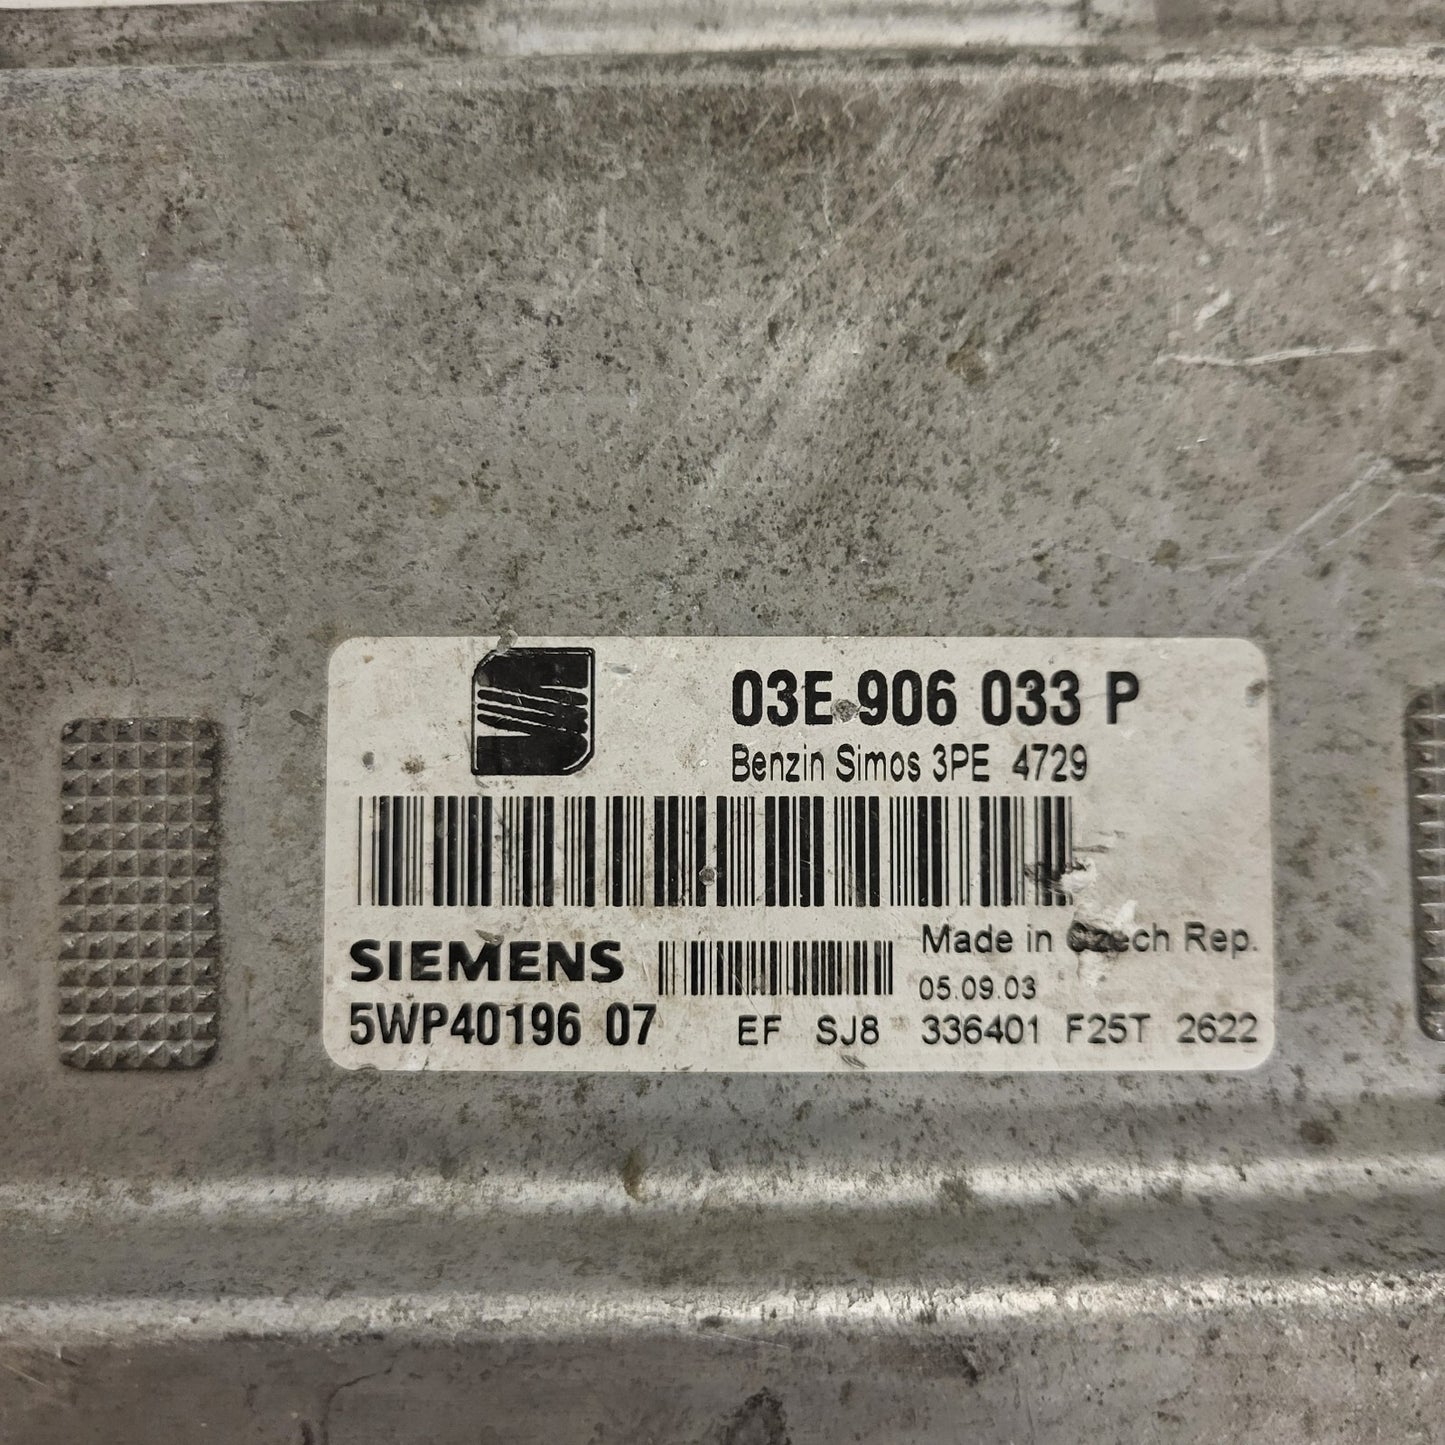 03E 906 033 P
Benzin Simos 3PE 4729
SIEMENS
Made in Czech Rep.
05.09.03
5WP40196 07
EF SJ8 336401 F25T 2622